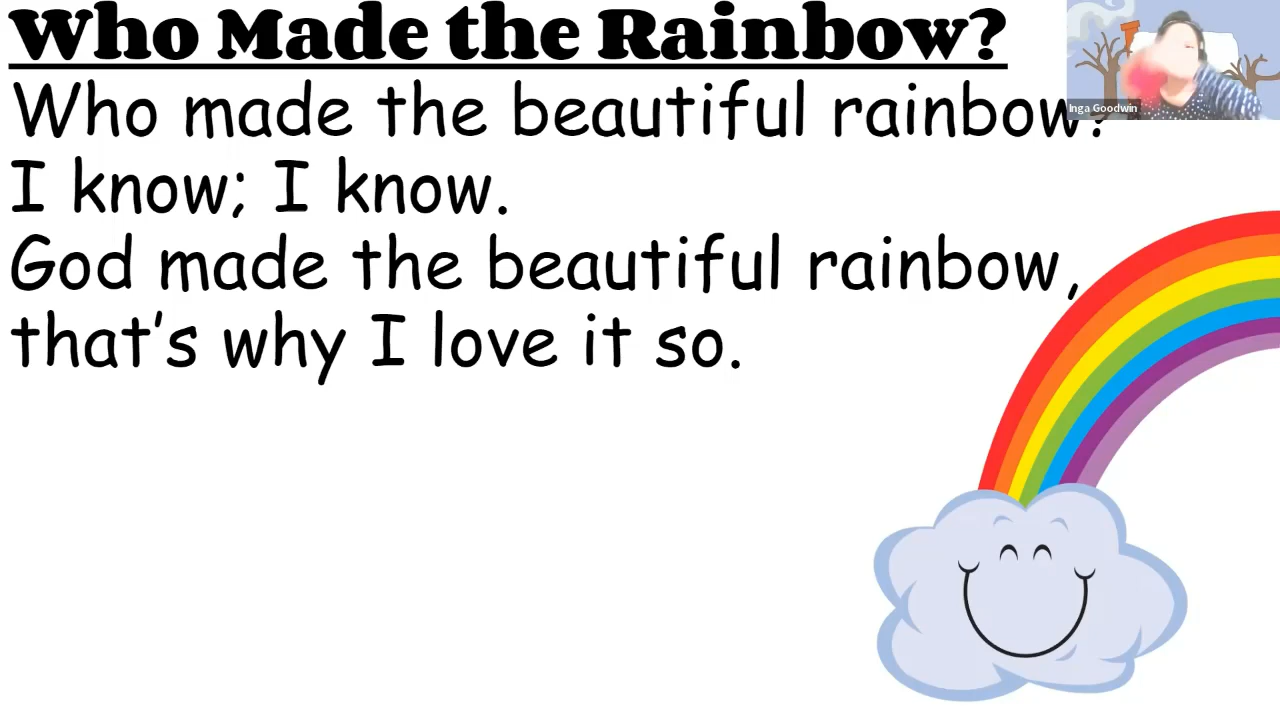 Who Made the Rainbow?
Inga Goodwin
Who made the beautiful rainbow?
I know; I know.
God made the beautiful rainbow,
that's why I love it so.